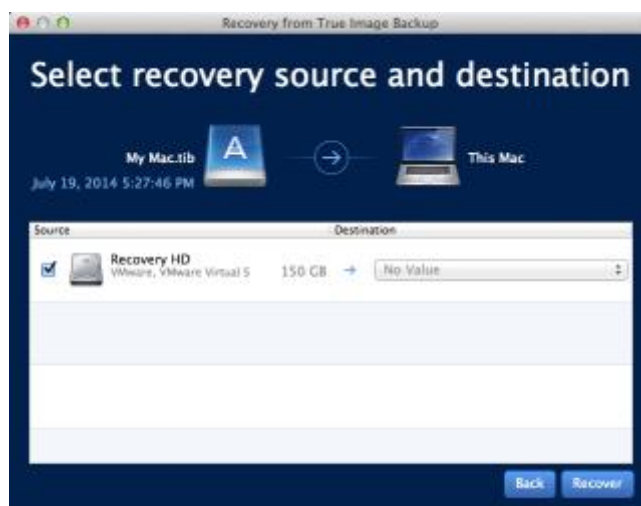 Recovery from True Image Backup
Select recovery source and destination
My Mac.tib
July 19, 2014 5:27:46 PM
This Mac
Source Destination
Recovery HD
VMware, VMware Virtual S 150 GB No Value
Back Recover